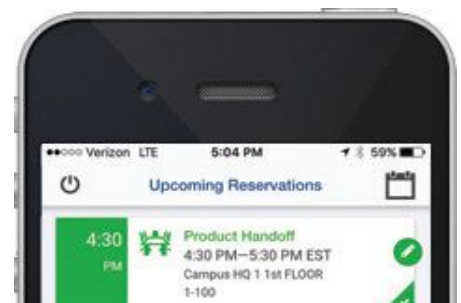 Verizon LTE 5:04 PM 59%
Upcoming Reservations
4:30 PM
Product Handoff
4:30 PM–5:30 PM EST
Campus HQ 1 1st FLOOR
1-100